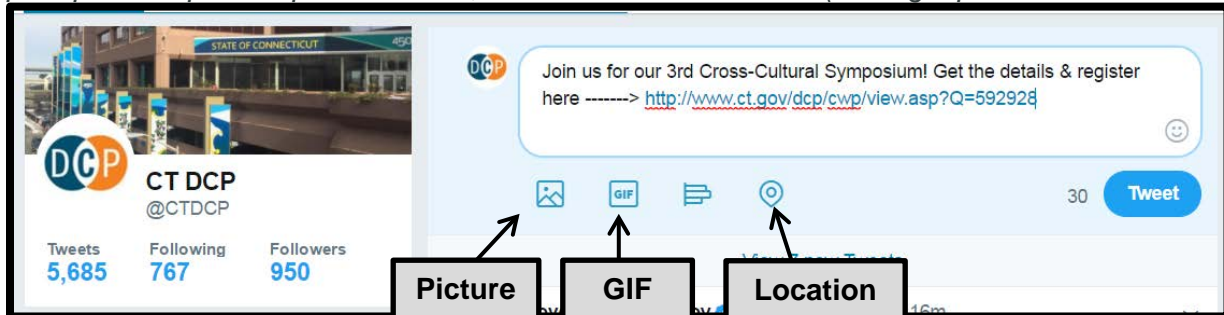 STATE OF CONNECTICUT 450
DCP
CT DCP
@CTDCP
Tweets Following Followers
5,685 767 950
DCP
Join us for our 3rd Cross-Cultural Symposium! Get the details & register
here -------> http://www.ct.gov/dcp/cwp/view.asp?Q=592928
GIF
30 Tweet
Picture GIF Location
16m